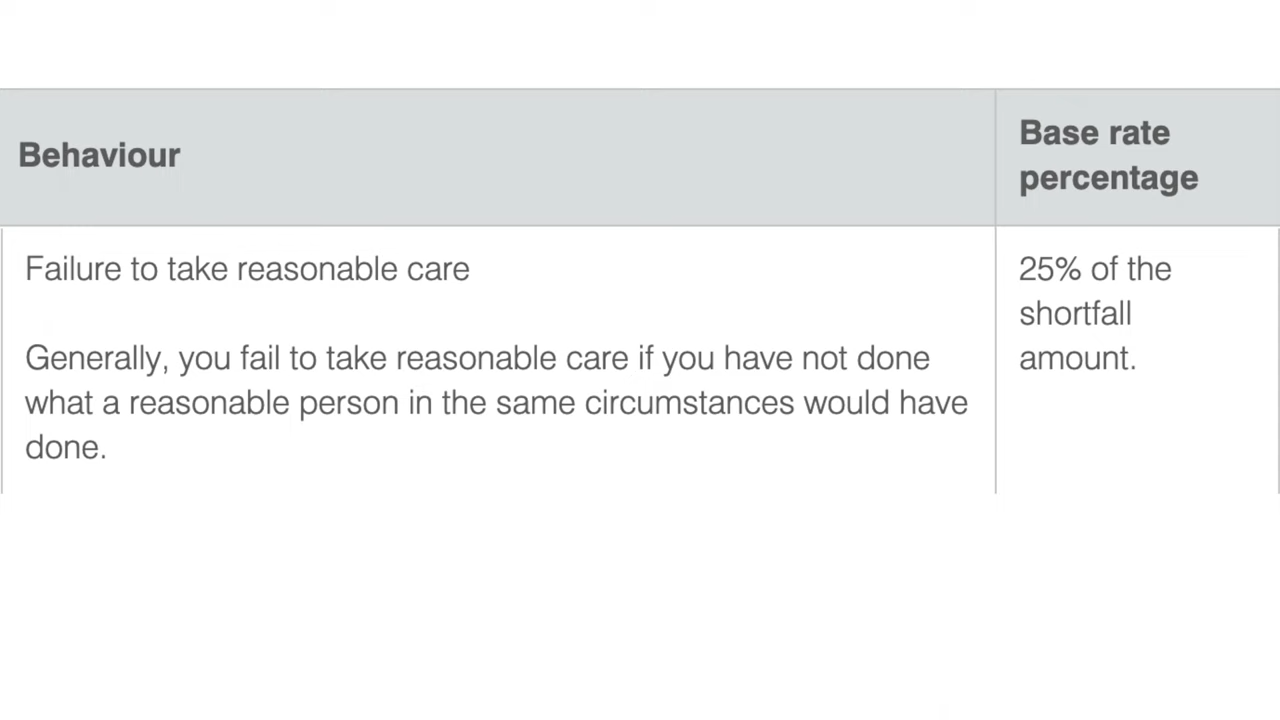 Behaviour
Base rate
percentage
Failure to take reasonable care
Generally, you fail to take reasonable care if you have not done
what a reasonable person in the same circumstances would have
done.
25% of the
shortfall
amount.